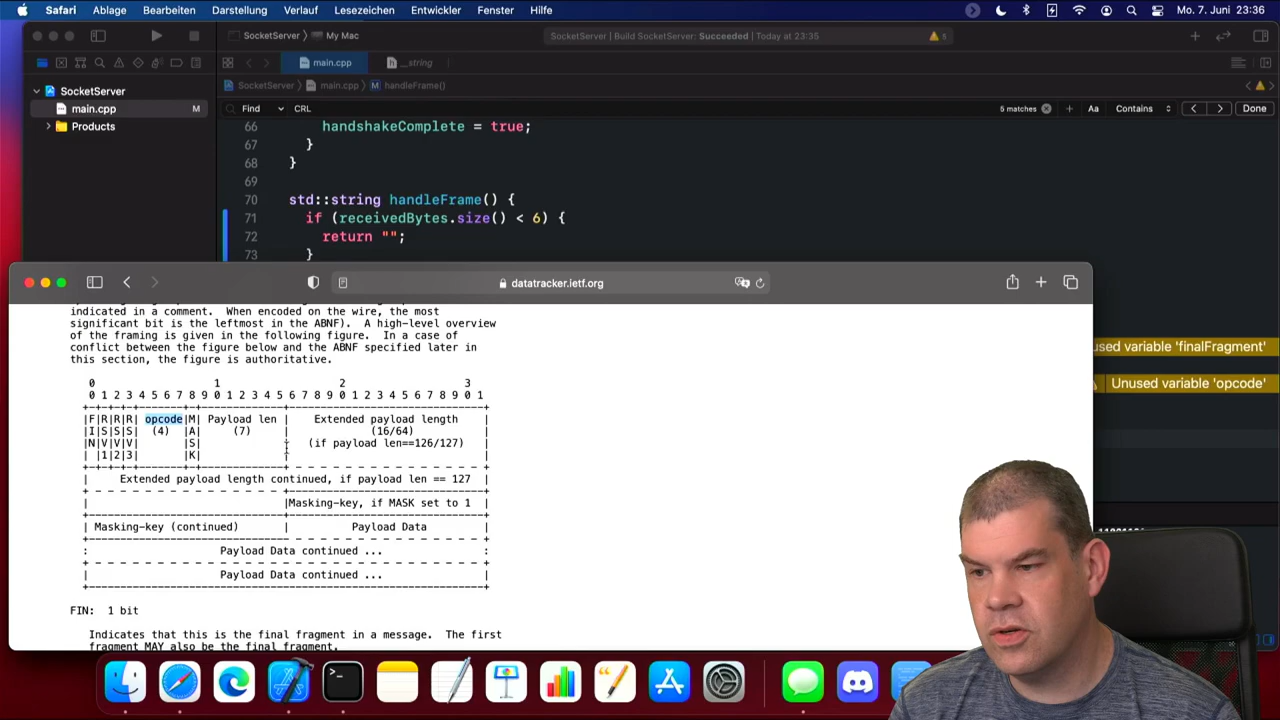 Safari Ablage Bearbeiten Darstellung Verlauf Lesezeichen Entwickler Fenster Hilfe Mo. 7. Juni 23:36
SocketServer My Mac SocketServer | Build SocketServer: Succeeded | Today at 23:35 5
main.cpp __string
SocketServer
main.cpp M
Products
SocketServer main.cpp M handleFrame()
Find CRL 5 matches Aa Contains Done
66 handshakeComplete = true;
67 }
68 }
69
70 std::string handleFrame() {
71 if (receivedBytes.size() < 6) {
72 return "";
73 }
datatracker.ietf.org
indicated in a comment. When encoded on the wire, the most
significant bit is the leftmost in the ABNF). A high-level overview
of the framing is given in the following figure. In a case of
conflict between the figure below and the ABNF specified later in
this section, the figure is authoritative.
0 1 2 3
0 1 2 3 4 5 6 7 8 9 0 1 2 3 4 5 6 7 8 9 0 1 2 3 4 5 6 7 8 9 0 1
+-+-+-+-+-------+-+-------------+-------------------------------+
|F|R|R|R| opcode|M| Payload len | Extended payload length |
|I|S|S|S| (4) |A| (7) | (16/64) |
|N|V|V|V| |S| | (if payload len==126/127) |
| |1|2|3| |K| | |
+-+-+-+-+-------+-+-------------+ - - - - - - - - - - - - - - - +
| Extended payload length continued, if payload len == 127 |
+ - - - - - - - - - - - - - - - +-------------------------------+
| |Masking-key, if MASK set to 1 |
+-------------------------------+-------------------------------+
| Masking-key (continued) | Payload Data |
+-------------------------------- - - - - - - - - - - - - - - - +
: Payload Data continued ... :
+ - - - - - - - - - - - - - - - - - - - - - - - - - - - - - - - +
| Payload Data continued ... |
+---------------------------------------------------------------+
FIN: 1 bit
Indicates that this is the final fragment in a message. The first
fragment MAY also be the final fragment.
used variable 'finalFragment'
Unused variable 'opcode'